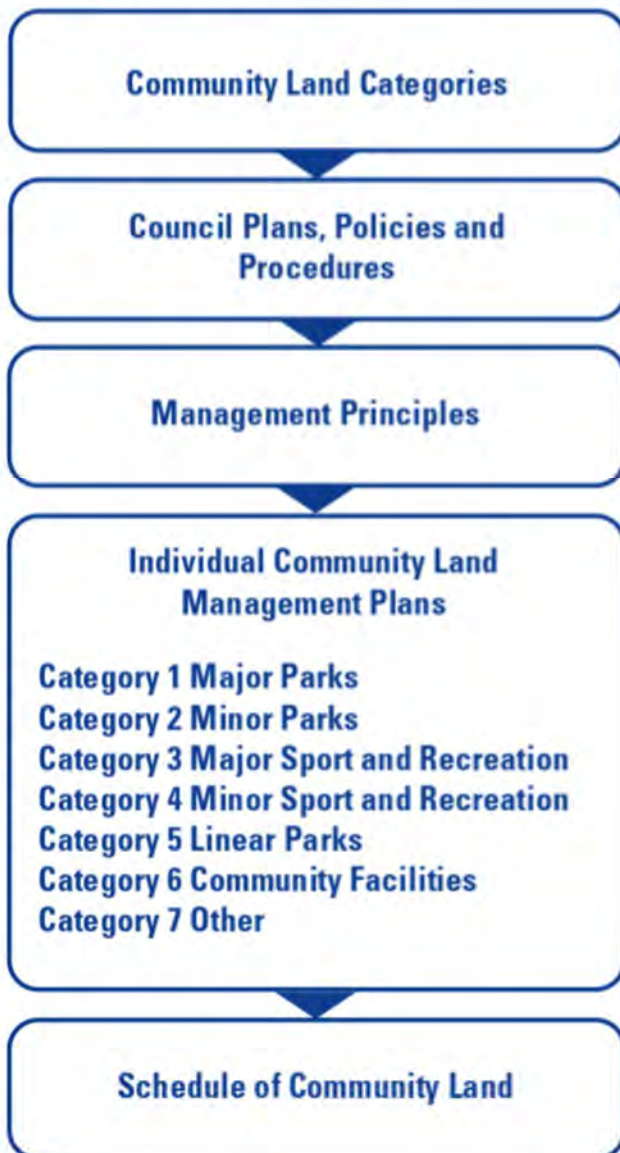 Community Land Categories
Council Plans, Policies and
Procedures
Management Principles
Individual Community Land
Management Plans
Category 1 Major Parks
Category 2 Minor Parks
Category 3 Major Sport and Recreation
Category 4 Minor Sport and Recreation
Category 5 Linear Parks
Category 6 Community Facilities
Category 7 Other
Schedule of Community Land